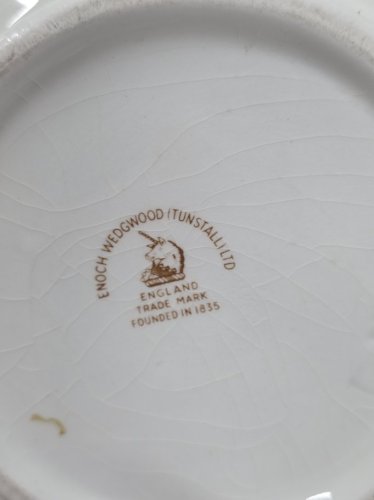 ENOCH WEDGWOOD (TUNSTALL) LTD
ENGLAND
TRADE MARK
FOUNDED IN 1835